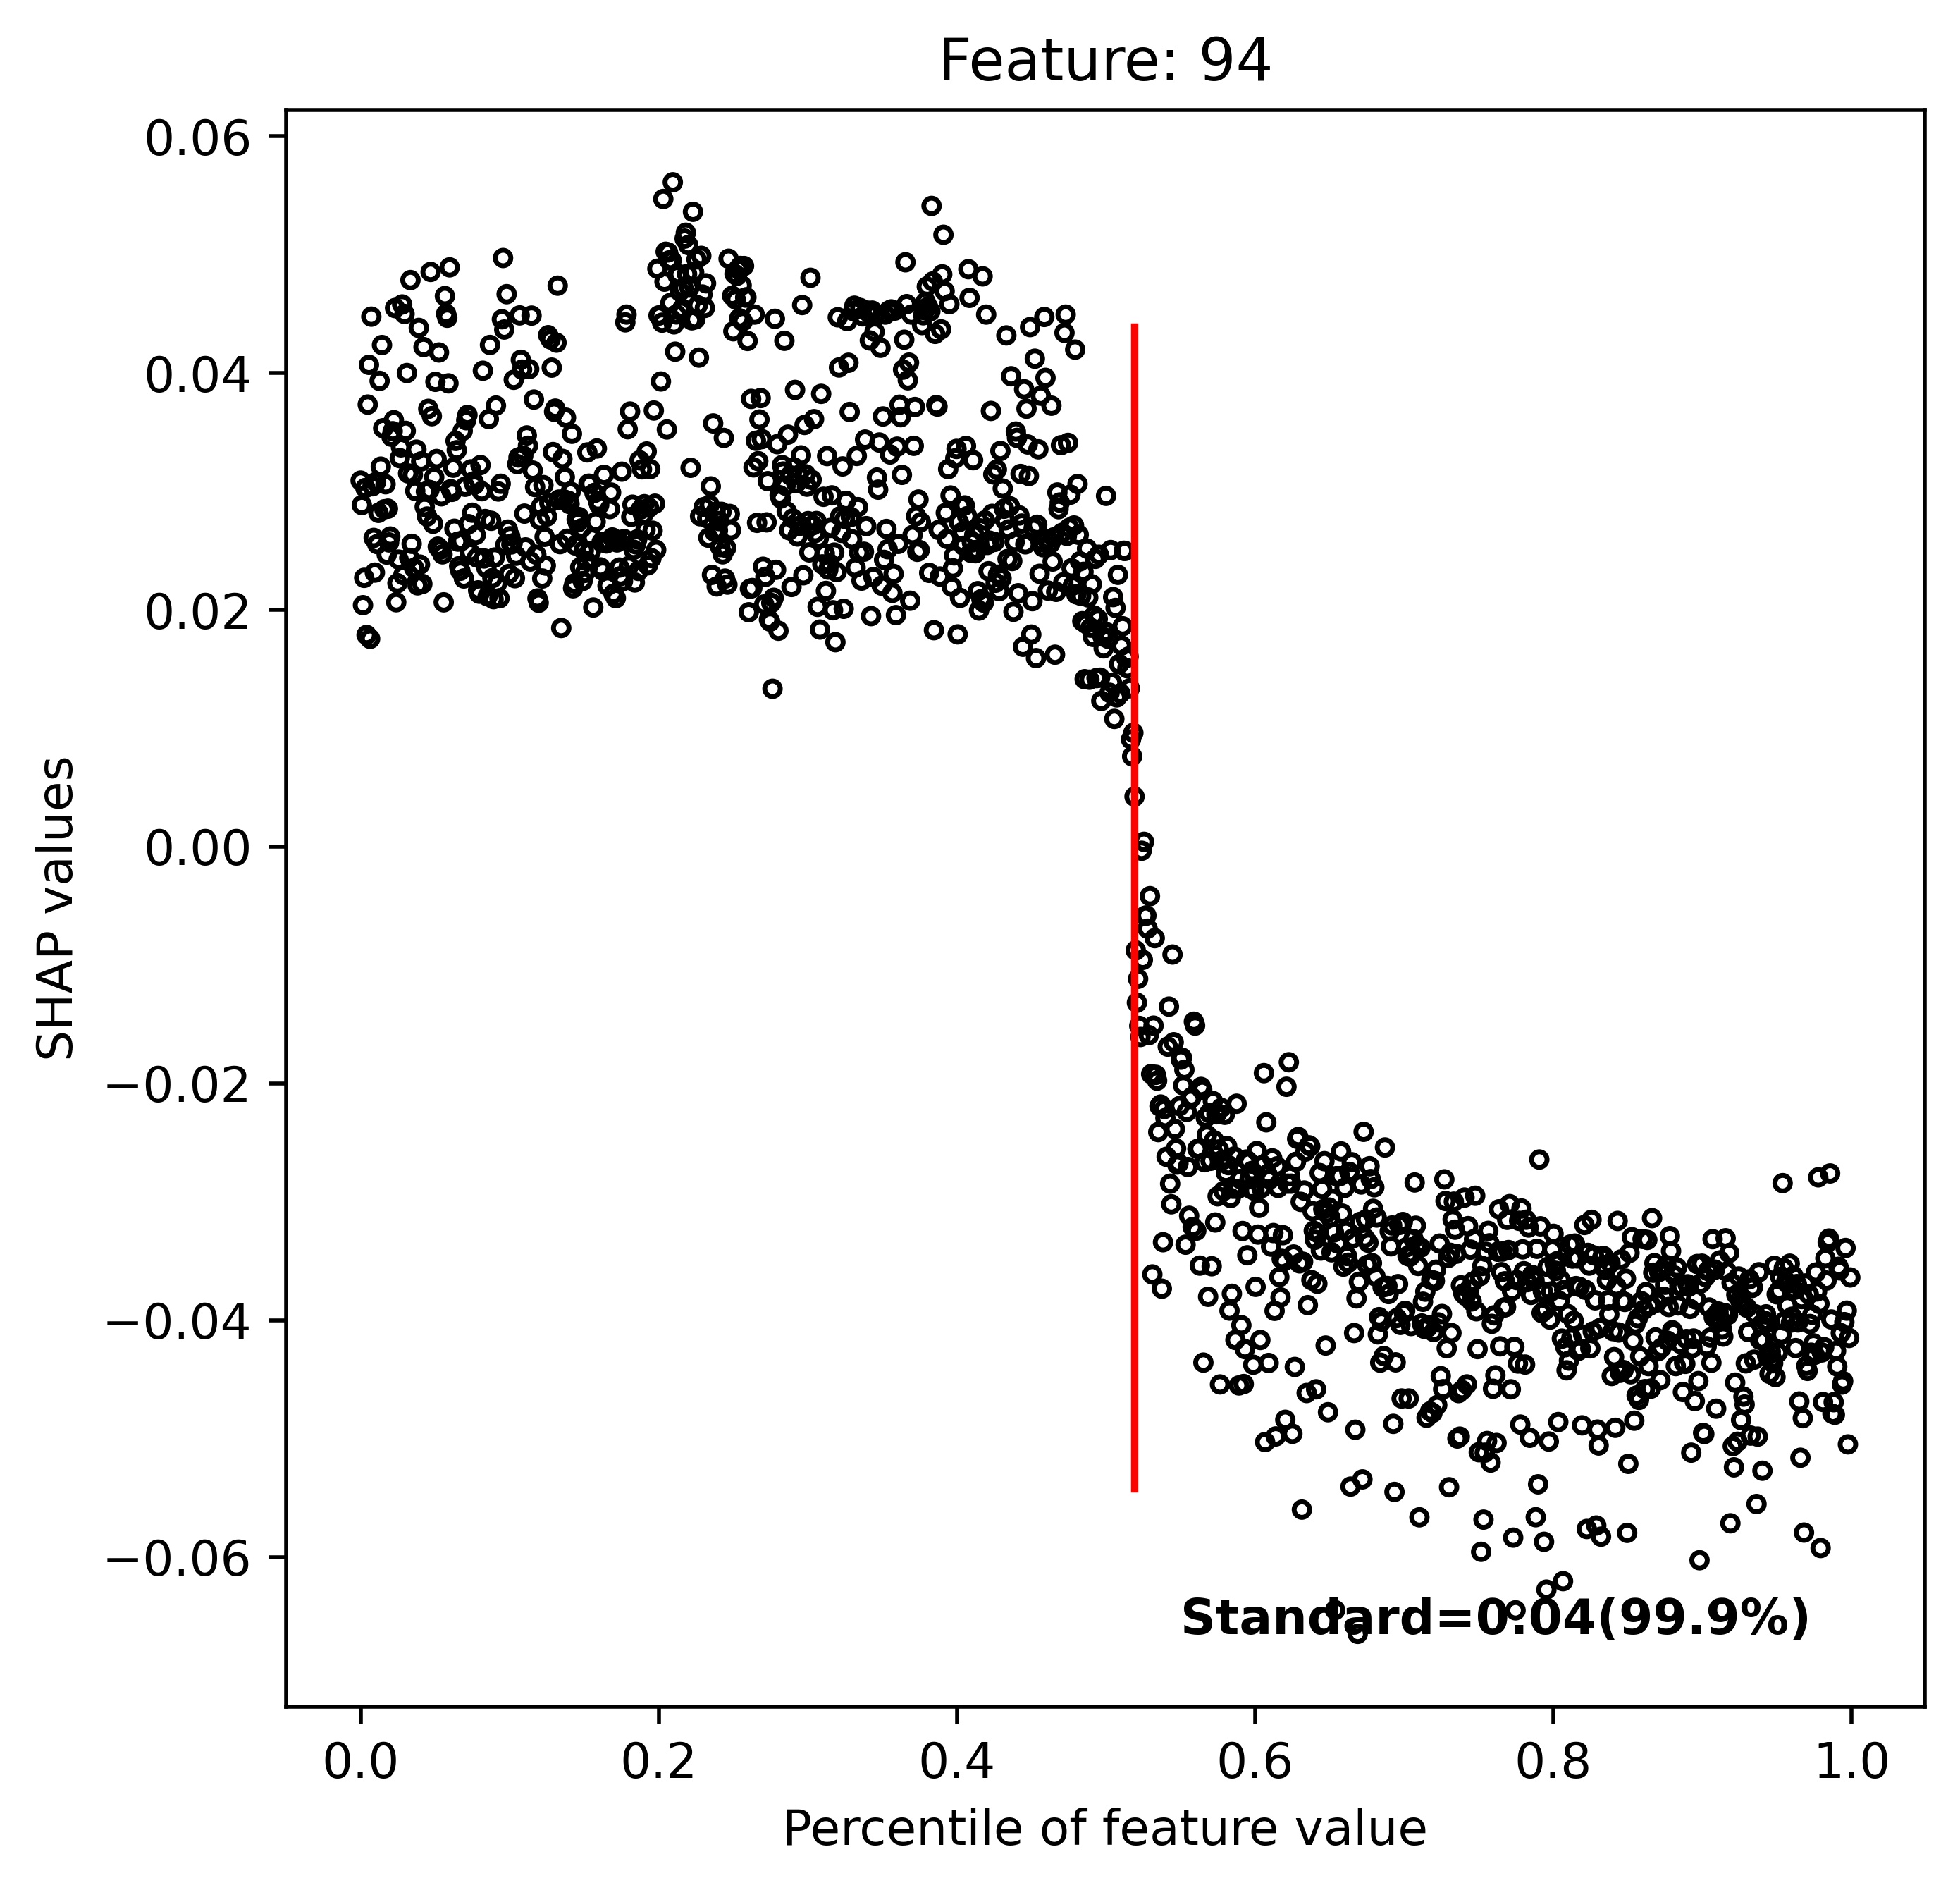 Feature: 94
0.06
0.04
0.02
0.00
−0.02
−0.04
−0.06
SHAP values
Standard=0.04(99.9%)
0.0 0.2 0.4 0.6 0.8 1.0
Percentile of feature value